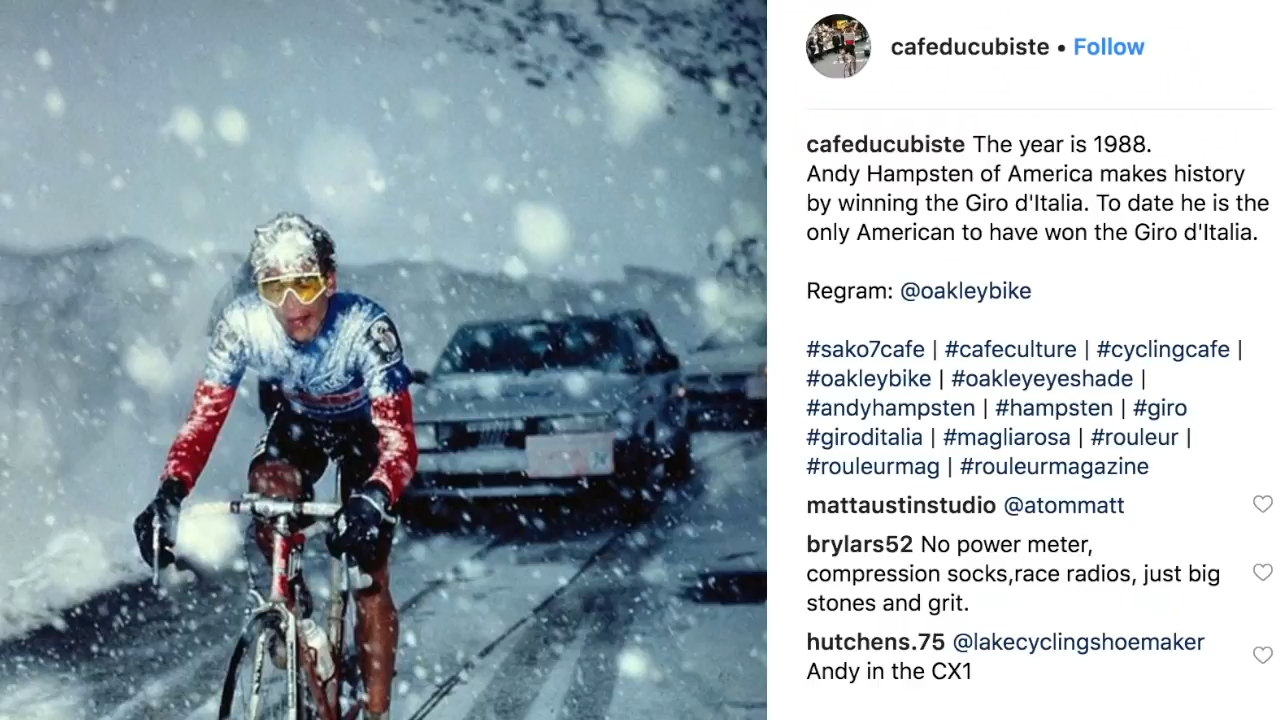 cafeducubiste • Follow
cafeducubiste The year is 1988.
Andy Hampsten of America makes history
by winning the Giro d'Italia. To date he is the
only American to have won the Giro d'Italia.
Regram: @oakleybike
#sako7cafe | #cafeculture | #cyclingcafe |
#oakleybike | #oakleyeyeshade |
#andyhampsten | #hampsten | #giro
#giroditalia | #magliarosa | #rouleur |
#rouleurmag | #rouleurmagazine
mattaustinstudio @atommatt
brylars52 No power meter,
compression socks,race radios, just big
stones and grit.
hutchens.75 @lakecyclingshoemaker
Andy in the CX1